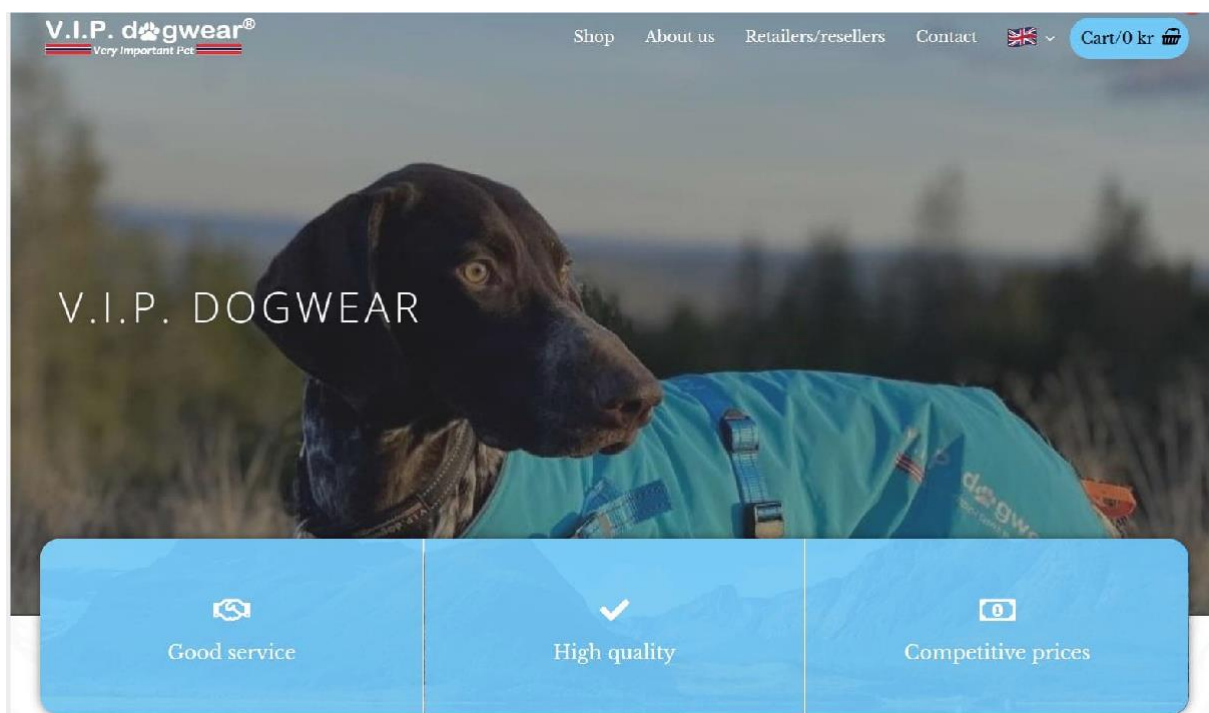 V.I.P. dogwear®
Very Important Pet
Shop About us Retailers/resellers Contact Cart/0 kr
V.I.P. DOGWEAR
Good service High quality Competitive prices